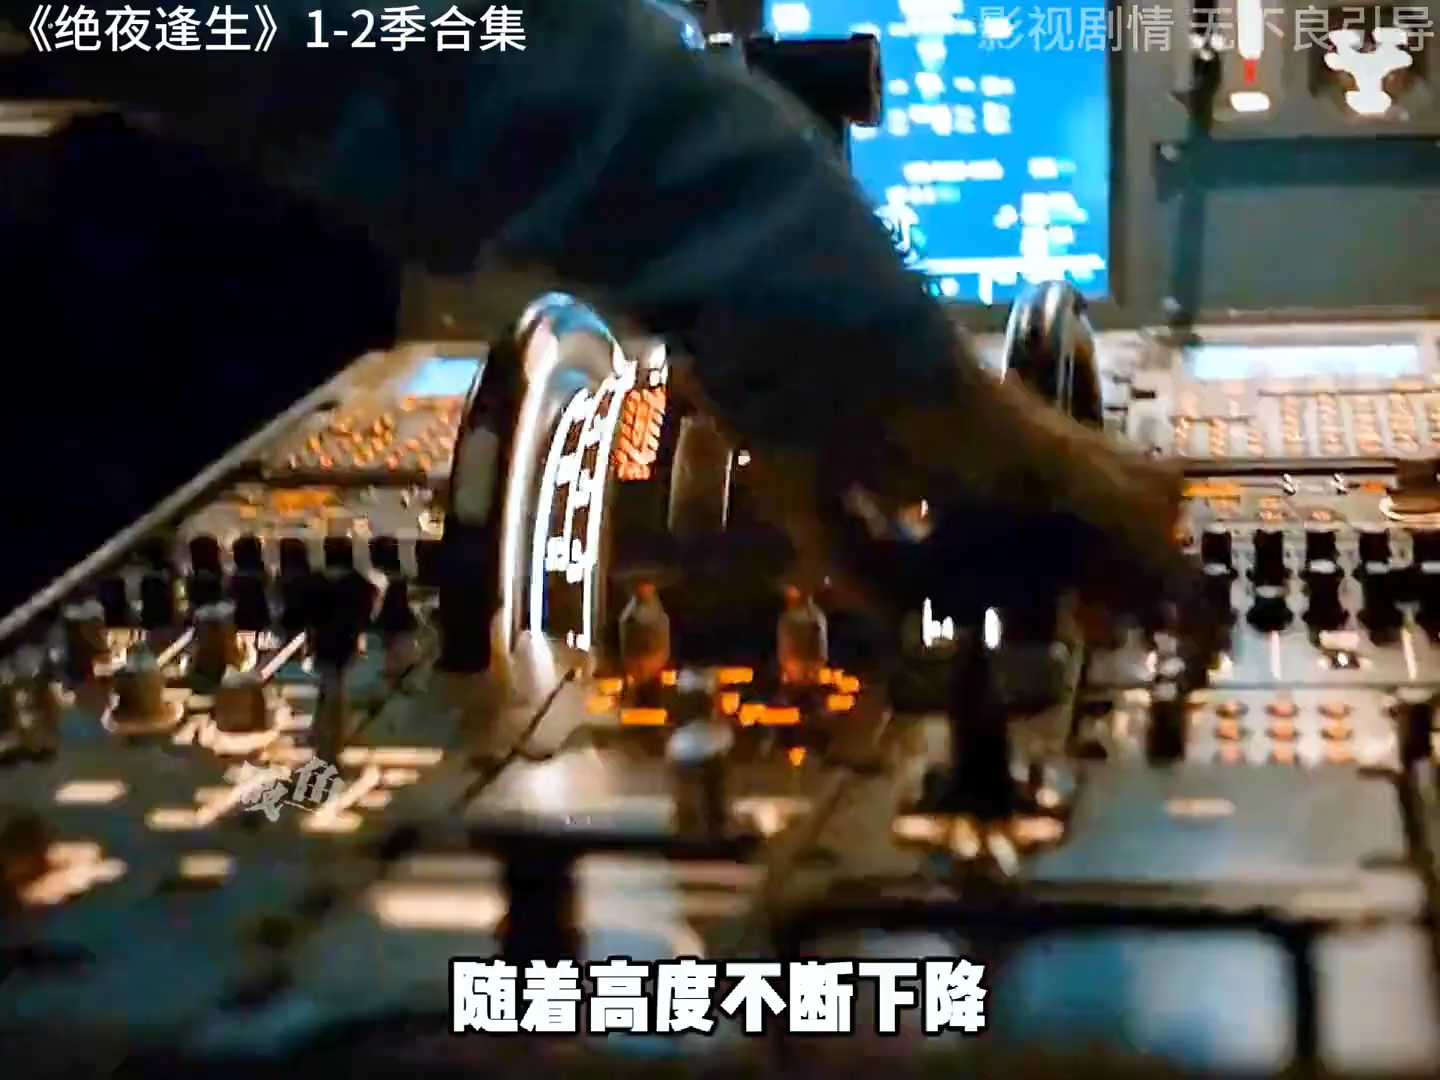 《绝夜逢生》1-2季合集
影视剧情 无不良引导
随着高度不断下降